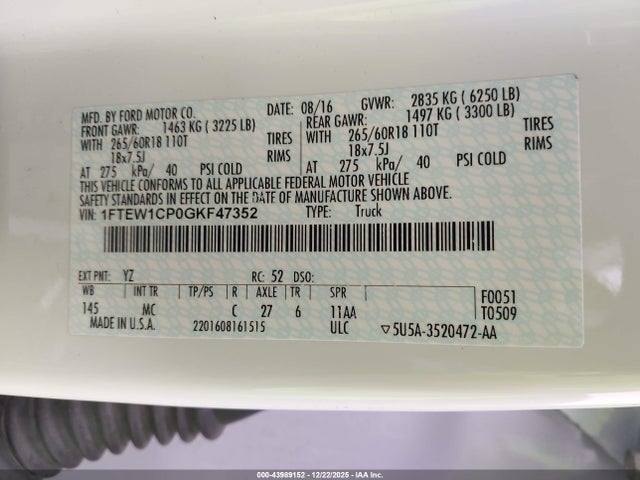 MFD. BY FORD MOTOR CO. DATE: 08/16 GVWR: 2835 KG ( 6250 LB)
FRONT GAWR: 1463 KG ( 3225 LB) REAR GAWR: 1497 KG ( 3300 LB)
WITH 265/60R18 110T TIRES WITH 265/60R18 110T TIRES
18x7.5J RIMS 18x7.5J RIMS
AT 275 kPa/ 40 PSI COLD AT 275 kPa/ 40 PSI COLD
THIS VEHICLE CONFORMS TO ALL APPLICABLE FEDERAL MOTOR VEHICLE
SAFETY STANDARDS IN EFFECT ON THE DATE OF MANUFACTURE SHOWN ABOVE.
VIN: 1FTEW1CP0GKF47352 TYPE: Truck
EXT PNT: YZ RC: 52 DSO:
WB INT TR TP/PS R AXLE TR SPR F0051
145 MC C 27 6 11AA T0509
MADE IN U.S.A. 2201608161515 ULC ▽5U5A-3520472-AA
000-43989152 - 12/22/2025 - IAA Inc.